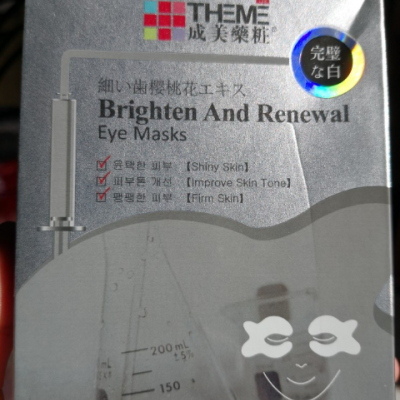 THEME
成美藥粧
完璧
な白
細い歯櫻桃花エキス
Brighten And Renewal
Eye Masks
윤택한 피부 【Shiny Skin】
피부톤 개선 【Improve Skin Tone】
팽팽한 피부 【Firm Skin】
200 mL
150